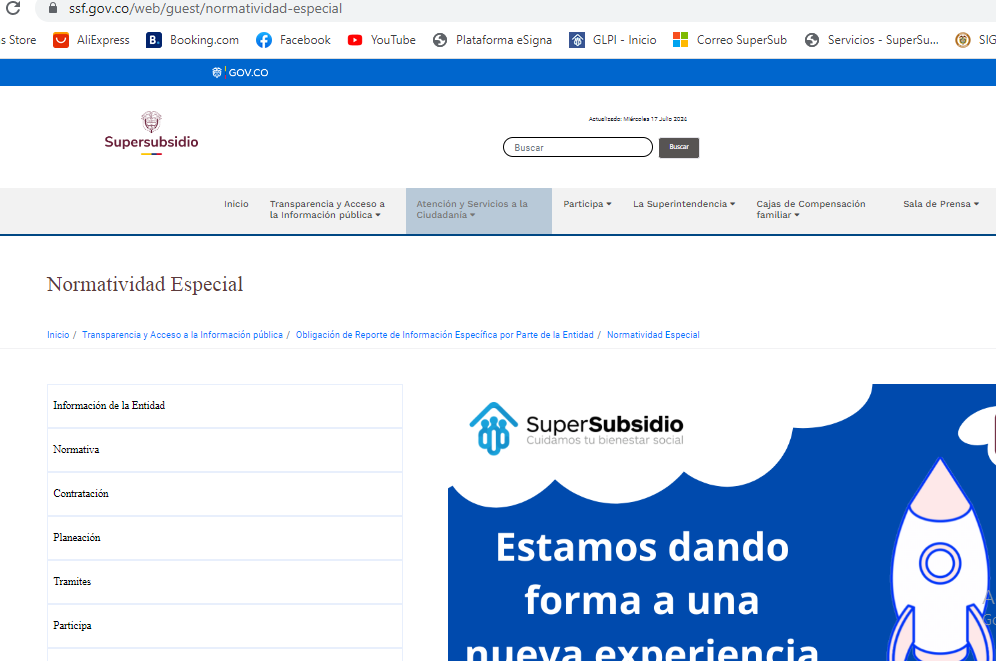 ssf.gov.co/web/guest/normatividad-especial
s Store AliExpress B. Booking.com Facebook YouTube Plataforma eSigna GLPI - Inicio Correo SuperSub Servicios - SuperSu... SIG
GOV.CO
Actualizado: Miércoles 17 Julio 2024
Supersubsidio
Buscar Buscar
Inicio
Transparencia y Acceso a
la Información pública
Atención y Servicios a la
Ciudadanía
Participa
La Superintendencia
Cajas de Compensación
familiar
Sala de Prensa
Normatividad Especial
Inicio / Transparencia y Acceso a la Información pública / Obligación de Reporte de Información Específica por Parte de la Entidad / Normatividad Especial
Información de la Entidad
Normativa
Contratación
Planeación
Tramites
Participa
SuperSubsidio
Cuidamos tu bienestar social
Estamos dando
forma a una
nueva experiencia